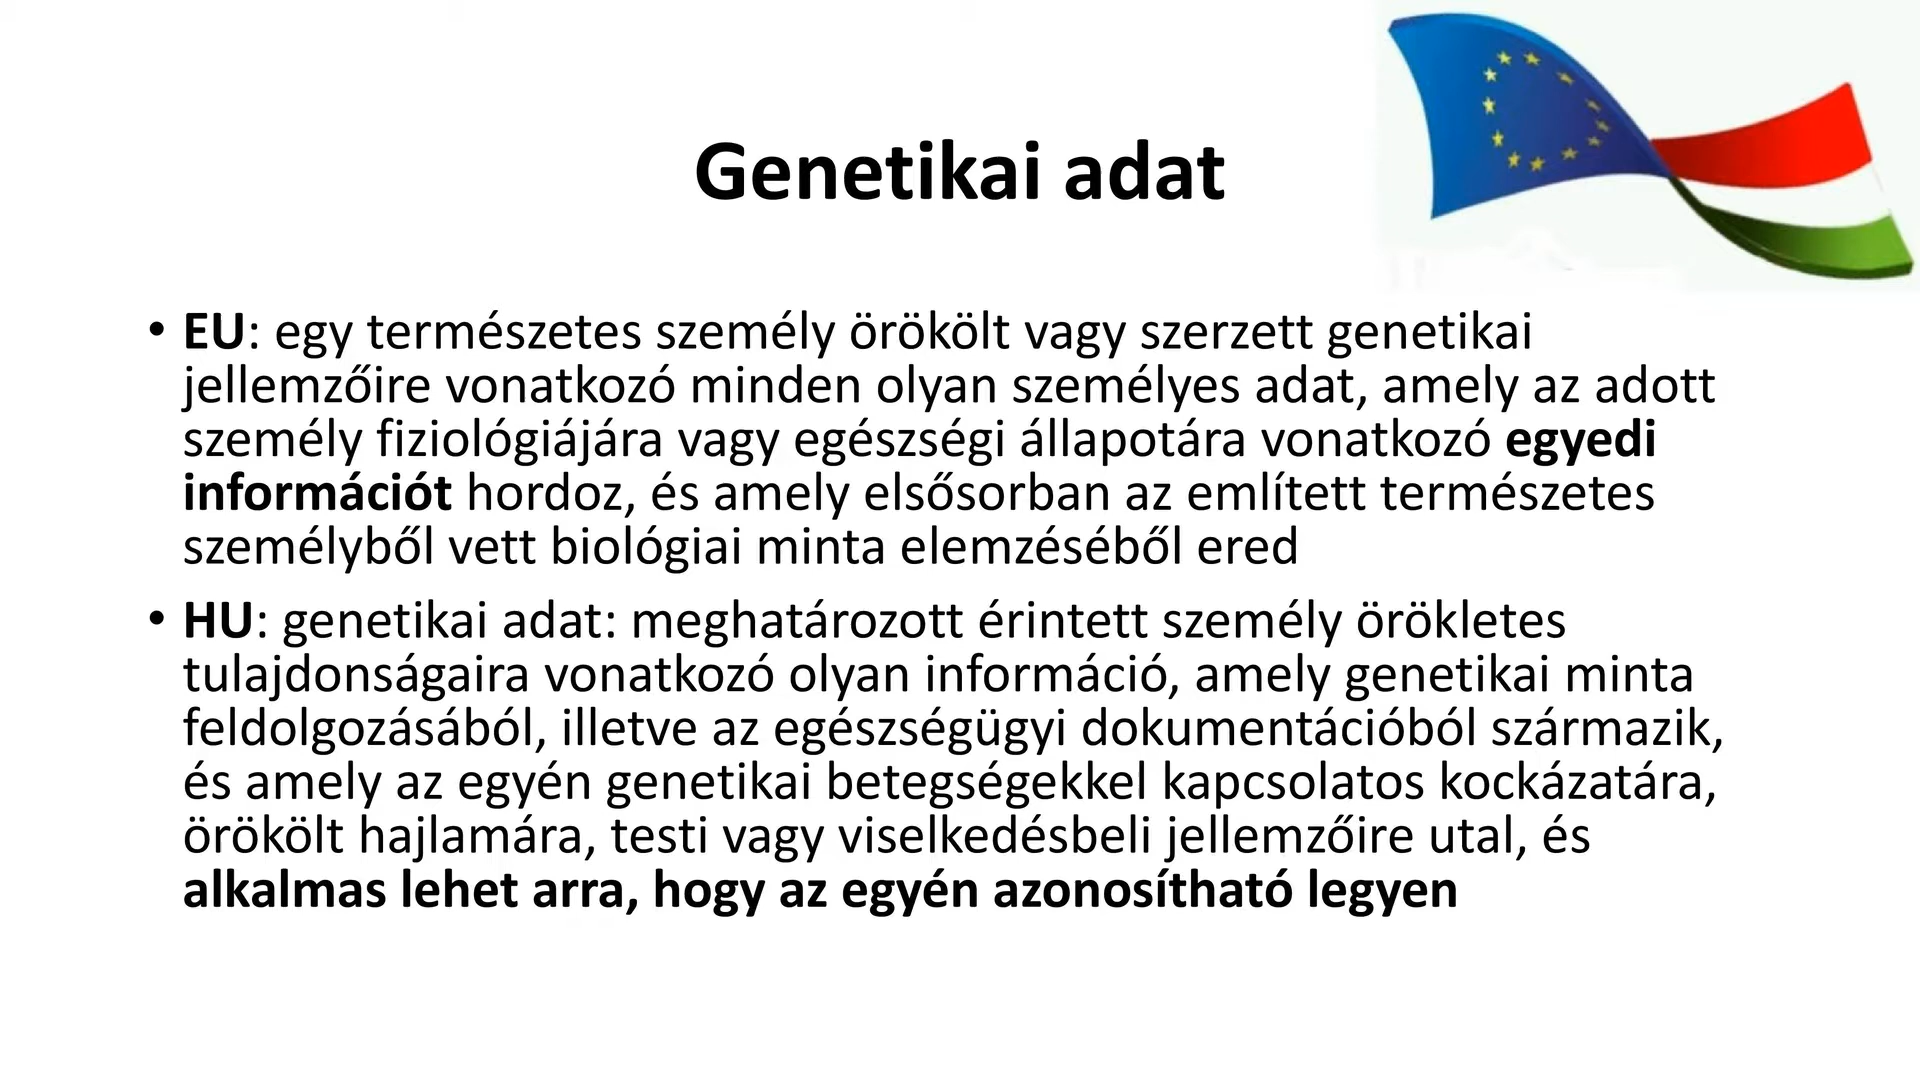 Genetikai adat
• EU: egy természetes személy örökölt vagy szerzett genetikai
jellemzőire vonatkozó minden olyan személyes adat, amely az adott
személy fiziológiájára vagy egészségi állapotára vonatkozó egyedi
információt hordoz, és amely elsősorban az említett természetes
személyből vett biológiai minta elemzéséből ered
• HU: genetikai adat: meghatározott érintett személy örökletes
tulajdonságaira vonatkozó olyan információ, amely genetikai minta
feldolgozásából, illetve az egészségügyi dokumentációból származik,
és amely az egyén genetikai betegségekkel kapcsolatos kockázatára,
örökölt hajlamára, testi vagy viselkedésbeli jellemzőire utal, és
alkalmas lehet arra, hogy az egyén azonosítható legyen